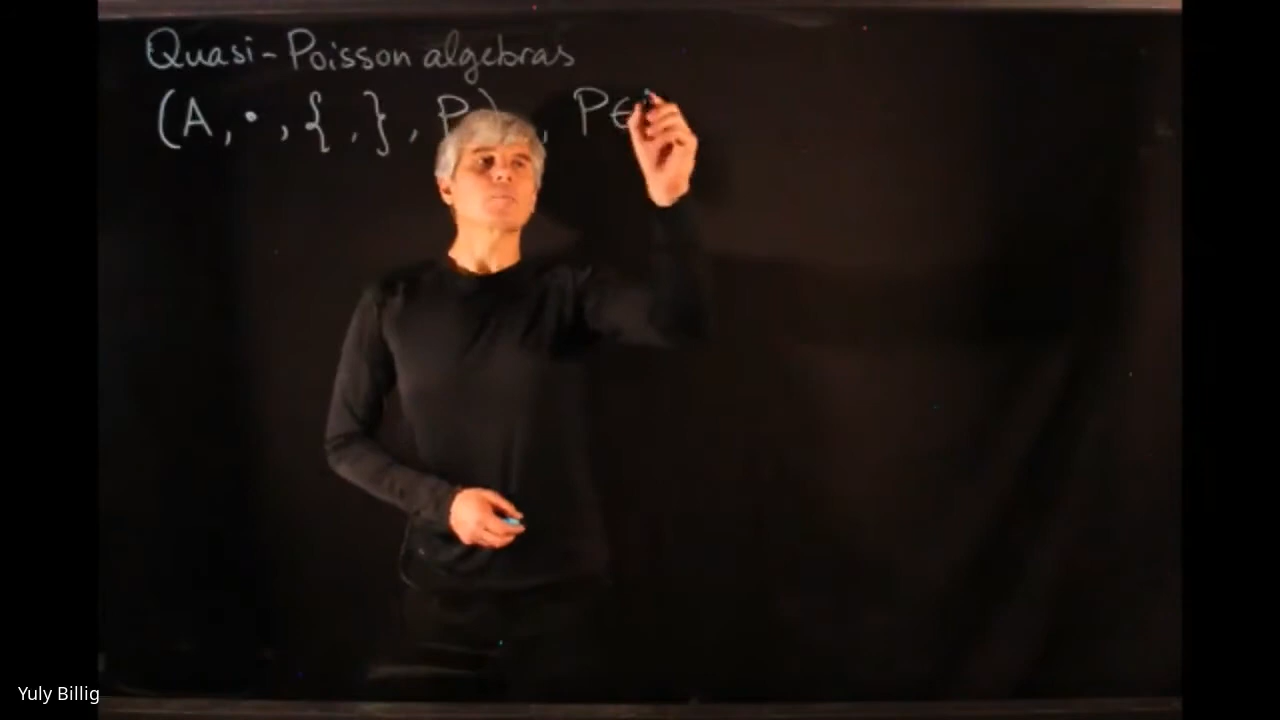 Quasi-Poisson algebras
(A, ·, { , }, P), P∈
Yuly Billig